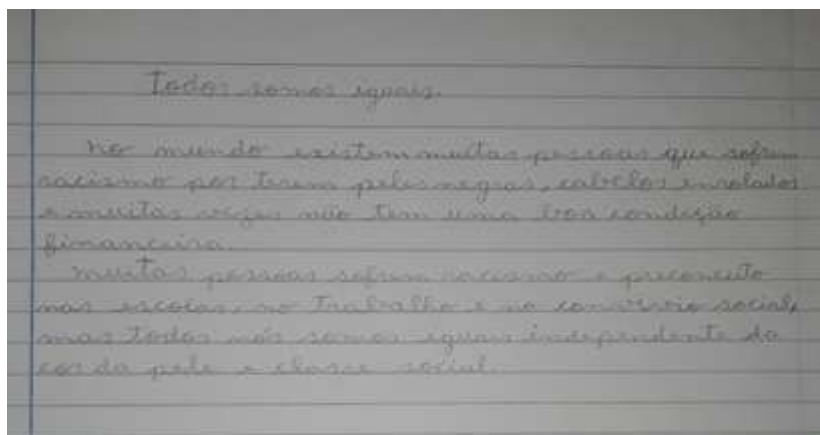 Todos somos iguais.
No mundo existem muitas pessoas que sofrem
racismo por terem peles negras, cabelos enrolados
e muitas vezes não tem uma boa condição
financeira.
Muitas pessoas sofrem racismo e preconceito
nas escolas, no Trabalho e no convívio social,
mas Todos nós somos iguais independente da
cor da pele e classe social.